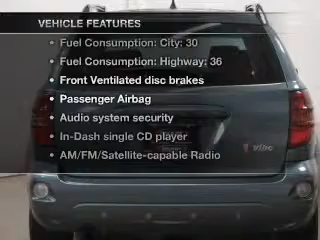 VEHICLE FEATURES
• Fuel Consumption: City: 30
• Fuel Consumption: Highway: 36
• Front Ventilated disc brakes
• Passenger Airbag
• Audio system security
• In-Dash single CD player
• AM/FM/Satellite-capable Radio
Vibe